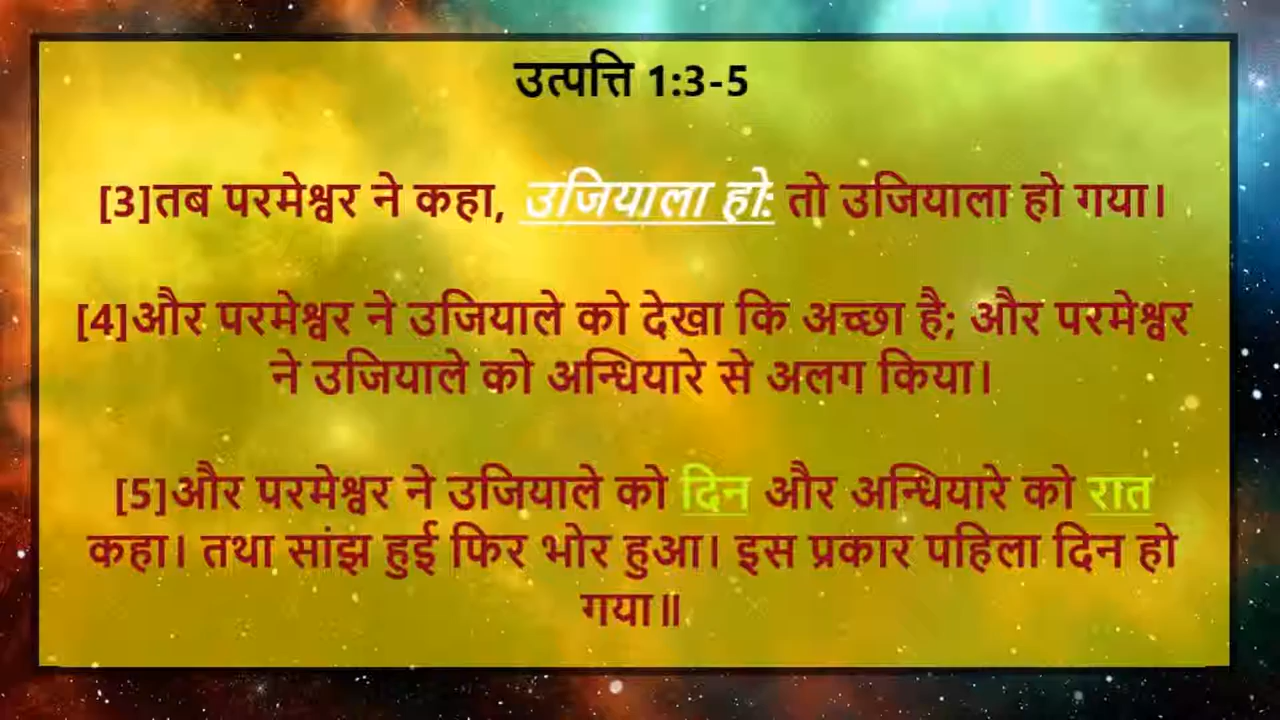 उत्पत्ति 1:3-5
[3]तब परमेश्वर ने कहा, उजियाला हो: तो उजियाला हो गया।
[4]और परमेश्वर ने उजियाले को देखा कि अच्छा है; और परमेश्वर
ने उजियाले को अन्धियारे से अलग किया।
[5]और परमेश्वर ने उजियाले को दिन और अन्धियारे को रात
कहा। तथा सांझ हुई फिर भोर हुआ। इस प्रकार पहिला दिन हो
गया॥